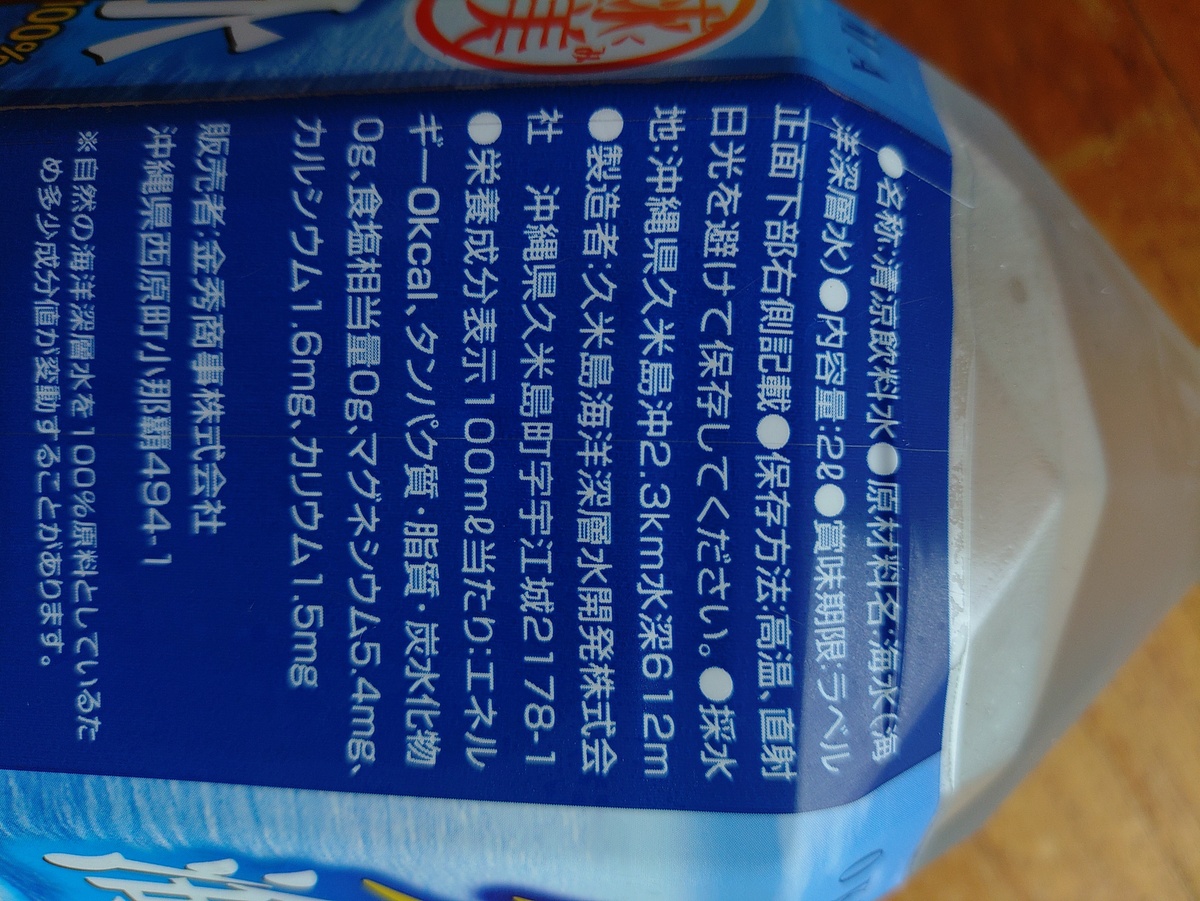 ●名称:清涼飲料水●原材料名:海水(海
洋深層水)●内容量:2ℓ●賞味期限:ラベル
正面下部右側記載●保存方法:高温、直射
日光を避けて保存してください。●採水
地:沖縄県久米島沖2.3km水深612m
●製造者:久米島海洋深層水開発株式会
社 沖縄県久米島町字宇江城2178-1
●栄養成分表示100mℓ当たり:エネル
ギー0kcal、タンパク質・脂質・炭水化物
0g、食塩相当量0g、マグネシウム5.4mg、
カルシウム1.6mg、カリウム1.5mg
販売者:金秀商事株式会社
沖縄県西原町小那覇494-1
※自然の海洋深層水を100%原料としているた
め多少成分値が変動することがあります。
水
100%
美